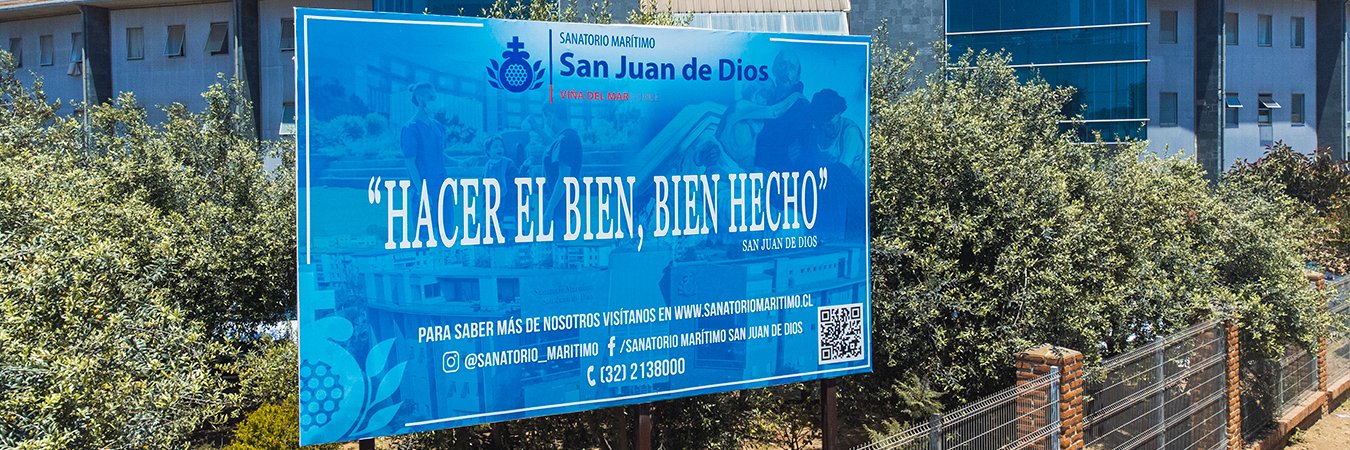 SANATORIO MARÍTIMO
San Juan de Dios
VIÑA DEL MAR
“HACER EL BIEN, BIEN HECHO”
SAN JUAN DE DIOS
PARA SABER MÁS DE NOSOTROS VISÍTANOS EN WWW.SANATORIOMARITIMO.CL
@SANATORIO_MARITIMO /SANATORIO MARÍTIMO SAN JUAN DE DIOS
(32) 2138000